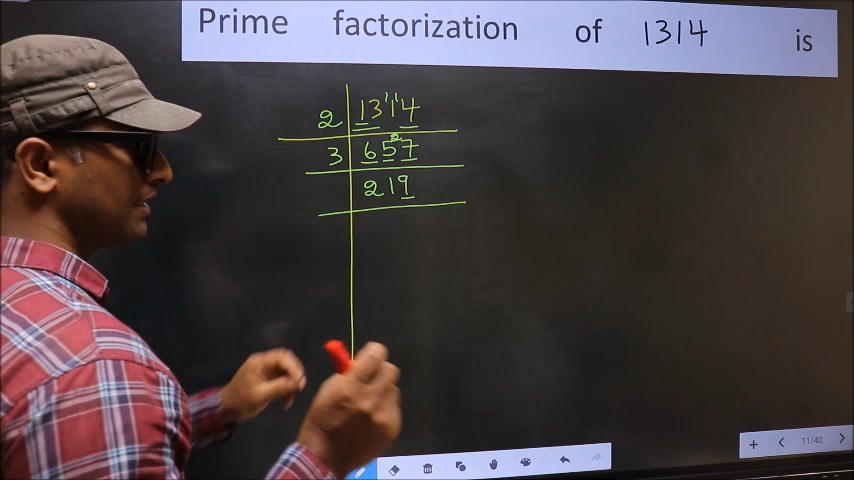 Prime factorization of 1314 is
2 1314
3 657
219
11/40